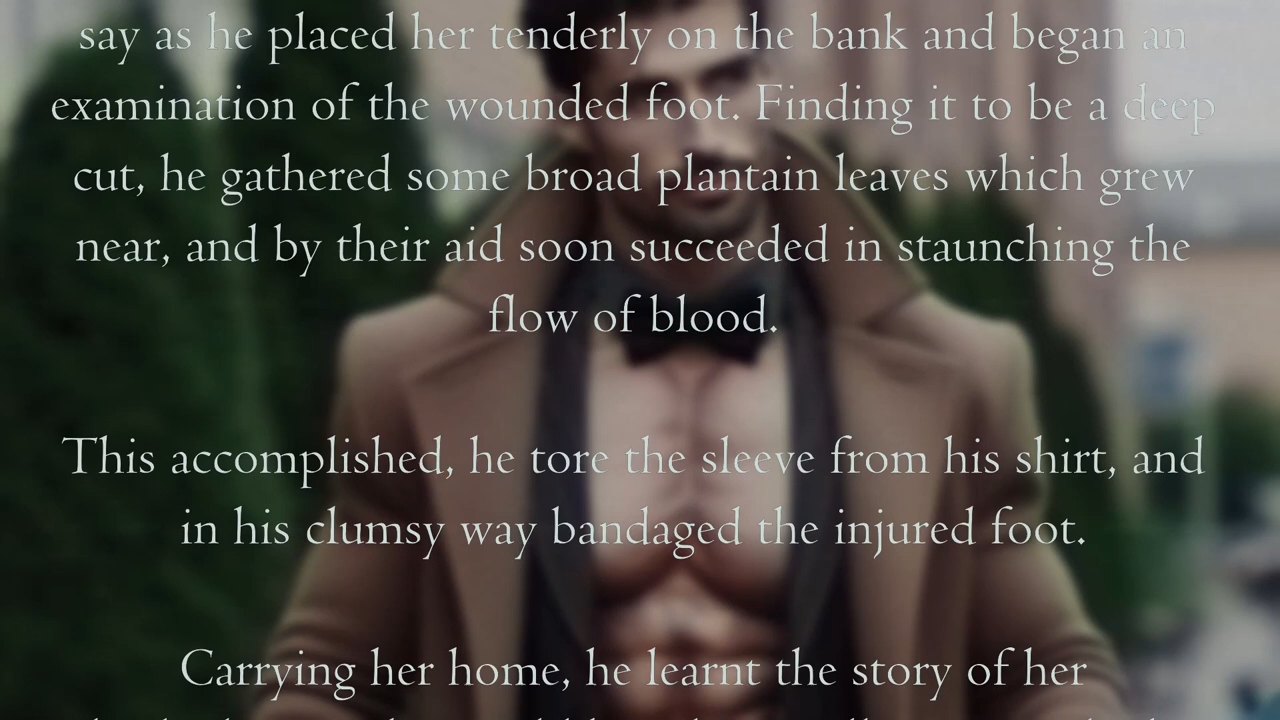 say as he placed her tenderly on the bank and began an
examination of the wounded foot. Finding it to be a deep
cut, he gathered some broad plantain leaves which grew
near, and by their aid soon succeeded in staunching the
flow of blood.
This accomplished, he tore the sleeve from his shirt, and
in his clumsy way bandaged the injured foot.
Carrying her home, he learnt the story of her